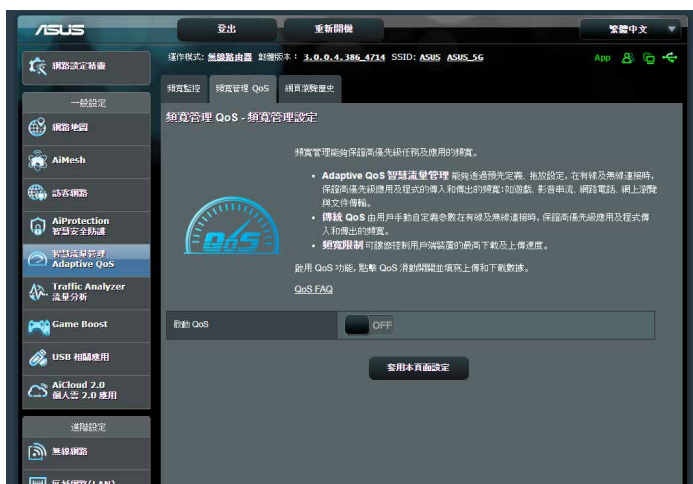 ASUS
登出
重新開機
繁體中文
運作模式: 無線路由器 韌體版本: 3.0.0.4.386_4714 SSID: ASUS ASUS_5G
App
網路設定精靈
頻寬監控
頻寬管理 QoS
網頁瀏覽歷史
一般設定
網路地圖
AiMesh
訪客網路
AiProtection
智慧安全防護
智慧流量管理
Adaptive QoS
Traffic Analyzer
流量分析
Game Boost
USB 相關應用
AiCloud 2.0
個人雲 2.0 應用
進階設定
無線網路
區域網路(LAN)
頻寬管理 QoS - 頻寬管理設定
頻寬管理能夠保證高優先級任務及應用的頻寬。
QoS
Adaptive QoS 智慧流量管理 能夠透過預先定義、拖放設定, 在有線及無線連接時,
保證高優先級應用及程式的傳入和傳出的頻寬:如遊戲、影音串流、網路電話、網上瀏覽
與文件傳輸。
傳統 QoS 由用戶手動自定義參數在有線及無線連接時, 保證高優先級應用及程式傳
入和傳出的頻寬。
頻寬限制 可讓您控制用戶端裝置的最高下載及上傳速度。
啟用 QoS 功能, 點擊 QoS 滑動開關並填寫上傳和下載數據。
QoS FAQ
啟動 QoS
OFF
套用本頁面設定